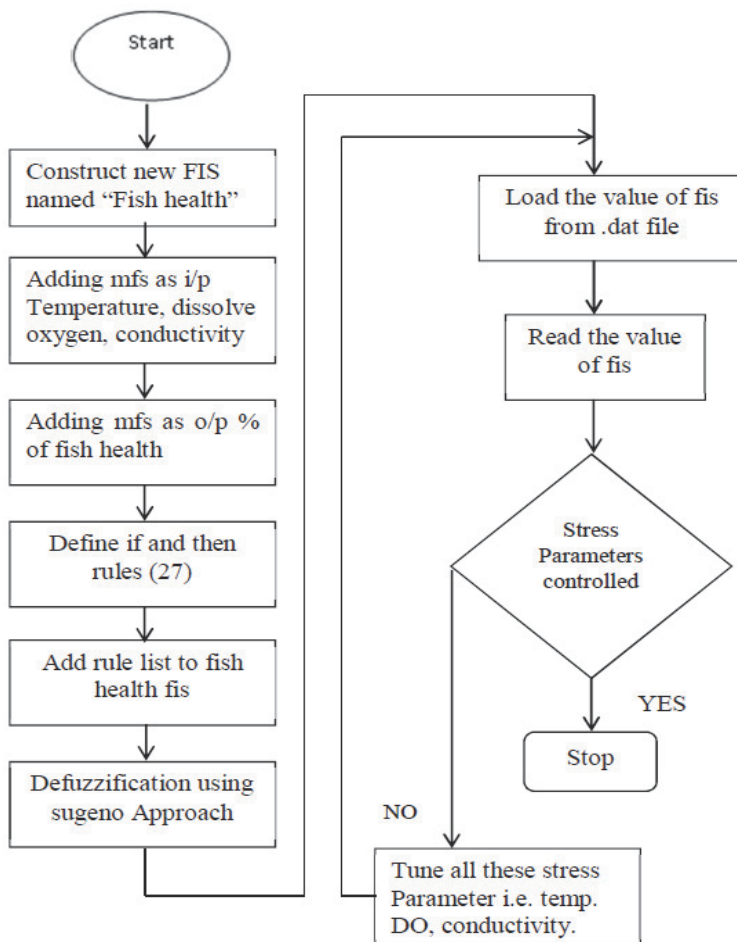 Start
Construct new FIS
named “Fish health”
Adding mfs as i/p
Temperature, dissolve
oxygen, conductivity
Adding mfs as o/p %
of fish health
Define if and then
rules (27)
Add rule list to fish
health fis
Defuzzification using
sugeno Approach
Load the value of fis
from .dat file
Read the value
of fis
Stress
Parameters
controlled
YES
Stop
NO
Tune all these stress
Parameter i.e. temp.
DO, conductivity.